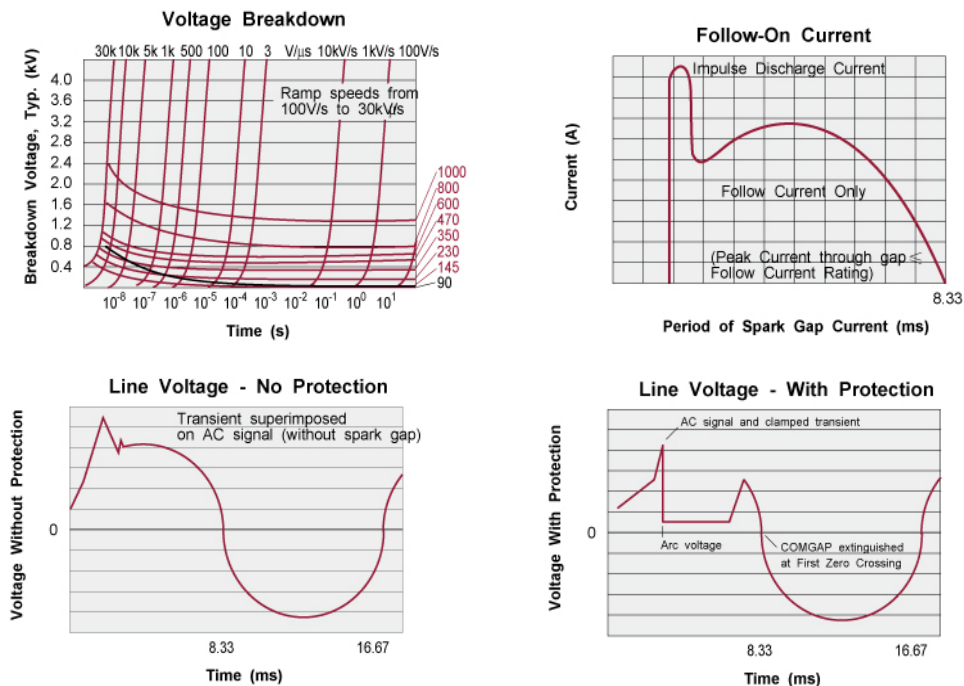 Voltage Breakdown
30k 10k 5k 1k 500 100 10 3 V/µs 10kV/s 1kV/s 100V/s
Breakdown Voltage, Typ. (kV)
4.0
3.6
3.2
2.8
2.4
2.0
1.6
1.2
0.8
0.4
Ramp speeds from
100V/s to 30kV/µs
1000
800
600
470
350
230
145
90
10-8 10-7 10-6 10-5 10-4 10-3 10-2 10-1 100 101
Time (s)
Follow-On Current
Current (A)
Impulse Discharge Current
Follow Current Only
(Peak Current through gap ≤
Follow Current Rating)
8.33
Period of Spark Gap Current (ms)
Line Voltage - No Protection
Voltage Without Protection
Transient superimposed
on AC signal (without spark gap)
0
8.33 16.67
Time (ms)
Line Voltage - With Protection
Voltage With Protection
AC signal and clamped transient
0
Arc voltage
COMGAP extinguished
at First Zero Crossing
8.33 16.67
Time (ms)